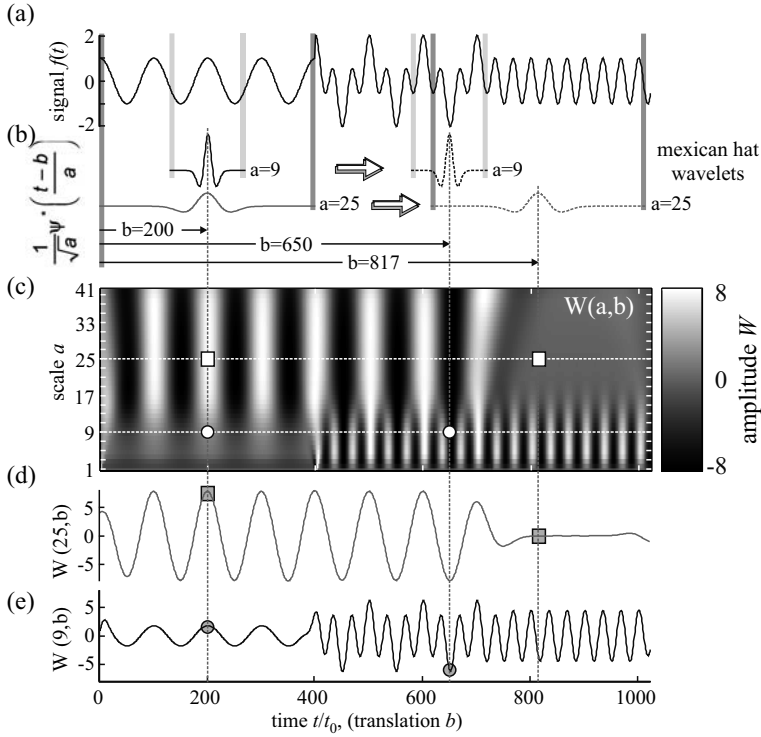 (a)
2
0
-2
signal f(t)
(b)
1/√a ψ* ((t-b)/a)
a=9
a=9
mexican hat
wavelets
a=25
a=25
b=200
b=650
b=817
(c)
41
33
25
17
9
1
scale a
W(a,b)
8
0
-8
amplitude W
(d)
5
0
-5
W (25,b)
(e)
5
0
-5
W (9,b)
0 200 400 600 800 1000
time t/t₀, (translation b)